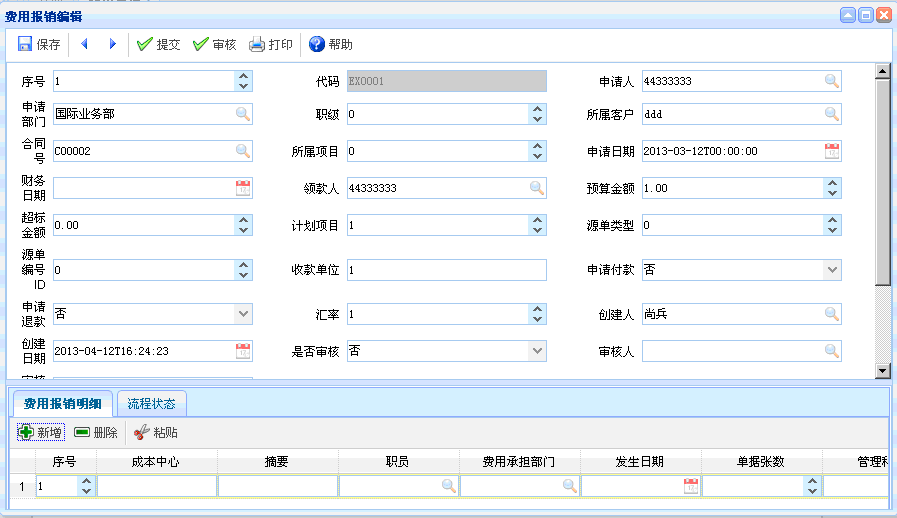 费用报销编辑
保存 提交 审核 打印 帮助
序号 1 代码 EX0001 申请人 44333333
申请部门 国际业务部 职级 0 所属客户 ddd
合同号 C00002 所属项目 0 申请日期 2013-03-12T00:00:00
财务日期 领款人 44333333 预算金额 1.00
超标金额 0.00 计划项目 1 源单类型 0
源单编号ID 0 收款单位 1 申请付款 否
申请退款 否 汇率 1 创建人 尚兵
创建日期 2013-04-12T16:24:23 是否审核 否 审核人
费用报销明细 流程状态
新增 删除 粘贴
序号 成本中心 摘要 职员 费用承担部门 发生日期 单据张数 管理
1 1